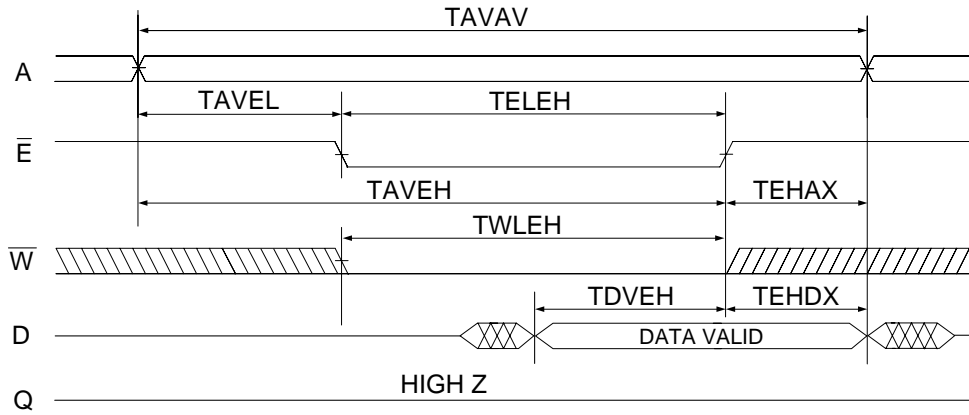 TAVAV
A
TAVEL TELEH
E̅
TAVEH TEHAX
TWLEH
W̅
TDVEH TEHDX
D DATA VALID
HIGH Z
Q